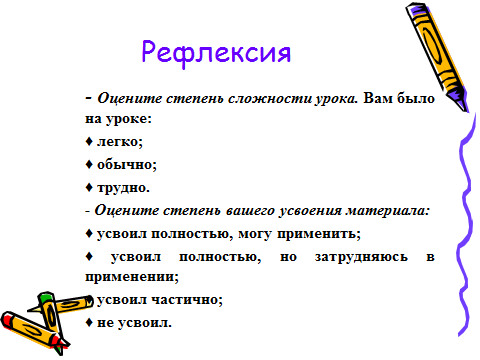 Рефлексия
- Оцените степень сложности урока. Вам было
на уроке:
♦ легко;
♦ обычно;
♦ трудно.
- Оцените степень вашего усвоения материала:
♦ усвоил полностью, могу применить;
♦ усвоил полностью, но затрудняюсь в
применении;
♦ усвоил частично;
♦ не усвоил.